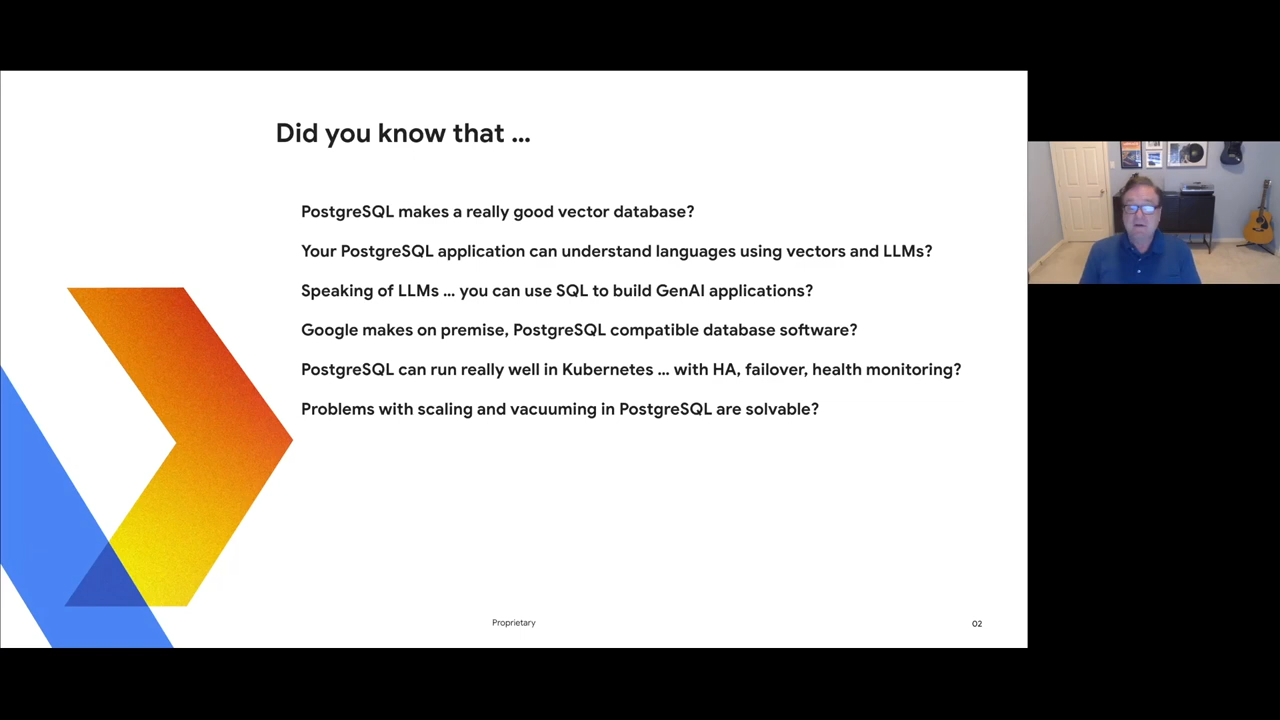 Did you know that ...
PostgreSQL makes a really good vector database?
Your PostgreSQL application can understand languages using vectors and LLMs?
Speaking of LLMs ... you can use SQL to build GenAI applications?
Google makes on premise, PostgreSQL compatible database software?
PostgreSQL can run really well in Kubernetes ... with HA, failover, health monitoring?
Problems with scaling and vacuuming in PostgreSQL are solvable?
Proprietary
02